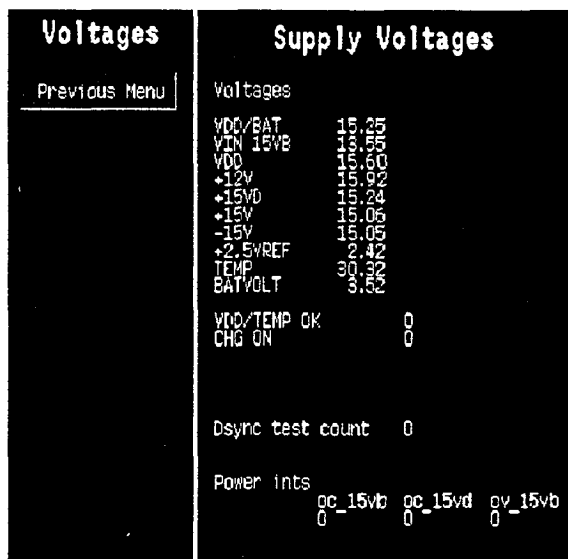 Voltages
Previous Menu
Supply Voltages
Voltages
VDD/BAT 15.25
VIN 15VB 13.55
VDD 15.60
+12V 15.92
+15VD 15.24
+15V 15.06
-15V 15.05
+2.5VREF 2.42
TEMP 30.32
BATVOLT 3.52
VDD/TEMP OK 0
CHG ON 0
Dsync test count 0
Power ints
oc_15vb oc_15vd ov_15vb
0 0 0